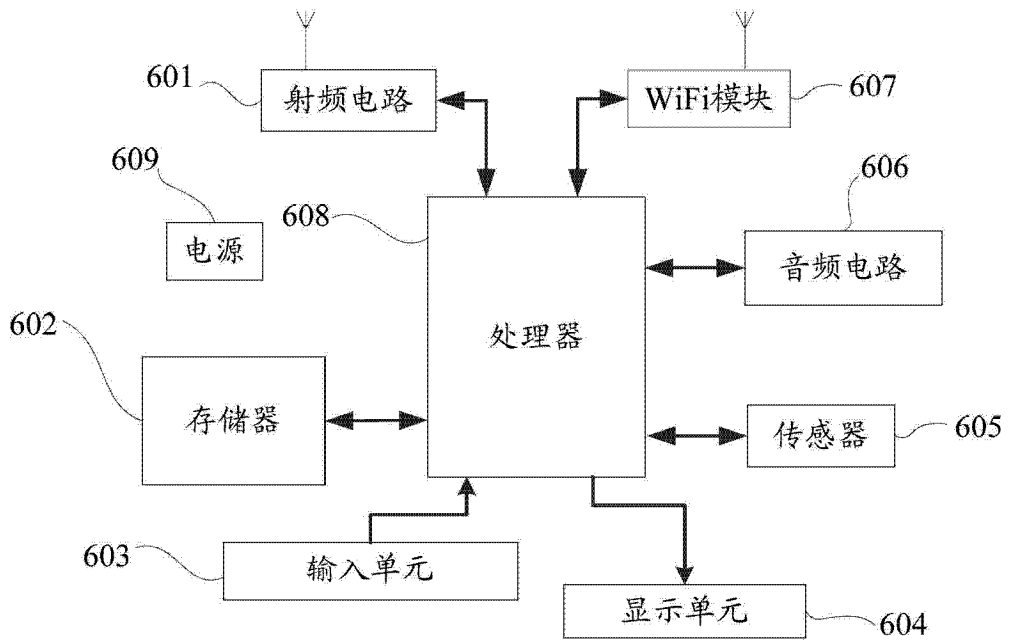 601
射频电路
WiFi模块
607
609
电源
608
606
音频电路
处理器
602
存储器
传感器
605
603
输入单元
显示单元
604